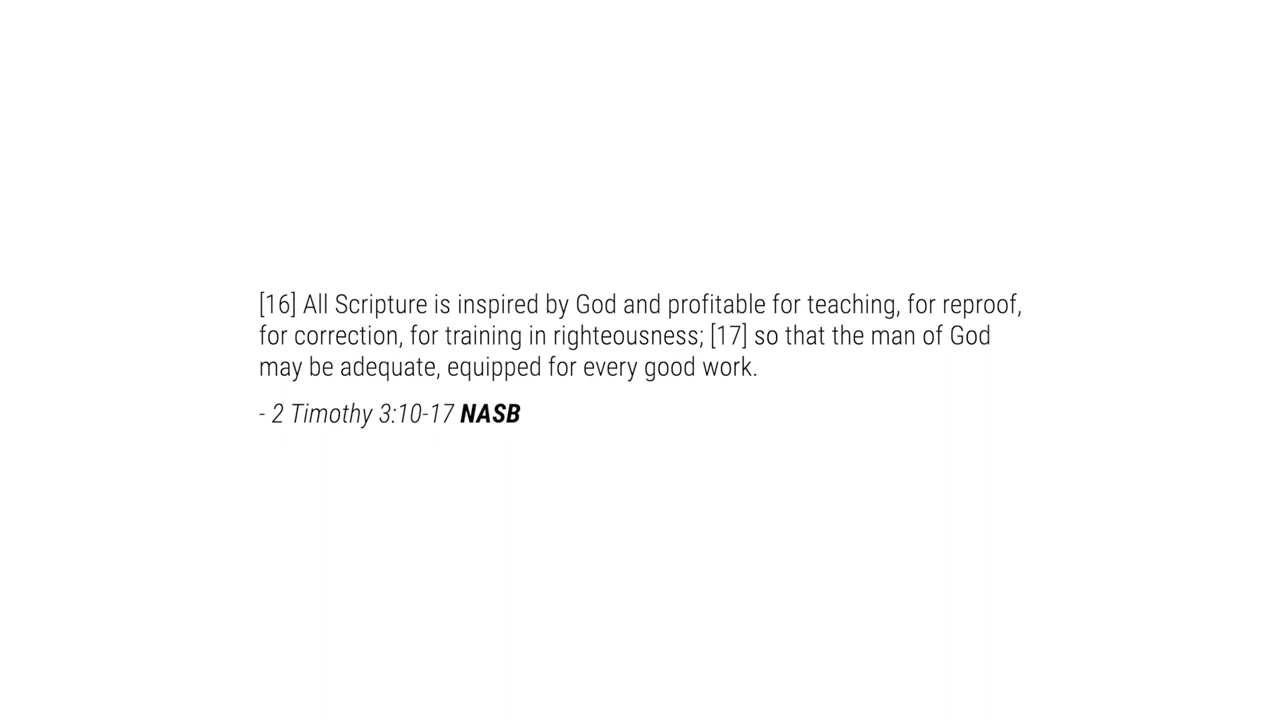 [16] All Scripture is inspired by God and profitable for teaching, for reproof,
for correction, for training in righteousness; [17] so that the man of God
may be adequate, equipped for every good work.
- 2 Timothy 3:10-17 NASB